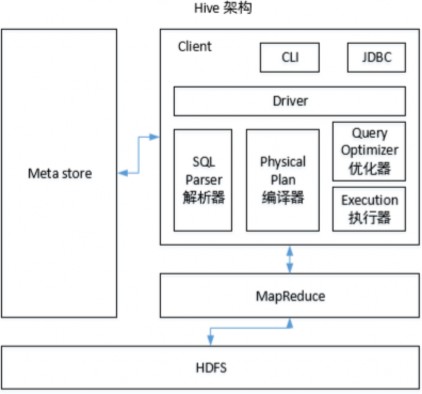 Hive 架构
Client
CLI
JDBC
Driver
Meta store
SQL
Parser
解析器
Physical
Plan
编译器
Query
Optimizer
优化器
Execution
执行器
MapReduce
HDFS